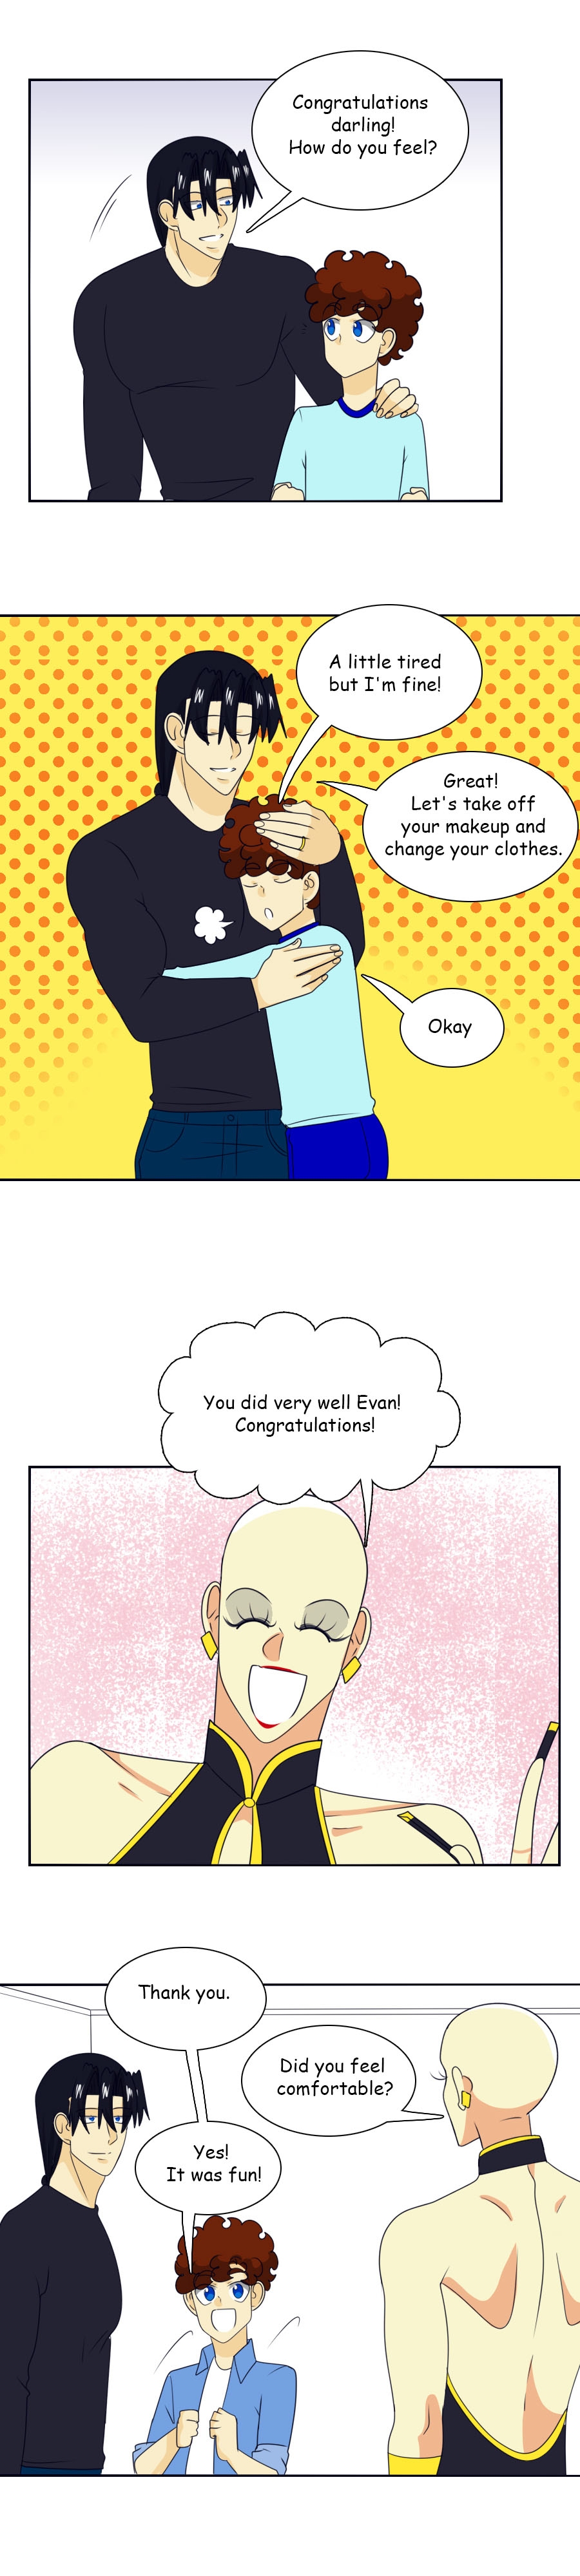 Congratulations
darling!
How do you feel?
A little tired
but I'm fine!
Great!
Let's take off
your makeup and
change your clothes.
Okay
You did very well Evan!
Congratulations!
Thank you.
Did you feel
comfortable?
Yes!
It was fun!